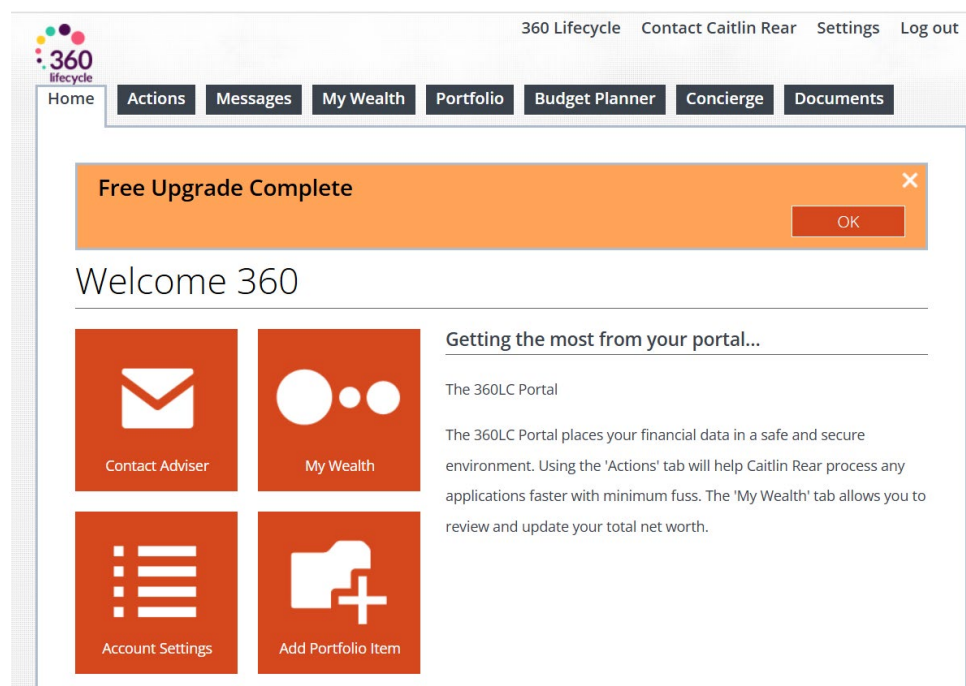 360 Lifecycle Contact Caitlin Rear Settings Log out
360
lifecycle
Home Actions Messages My Wealth Portfolio Budget Planner Concierge Documents
Free Upgrade Complete
OK
Welcome 360
Contact Adviser
My Wealth
Account Settings
Add Portfolio Item
Getting the most from your portal...
The 360LC Portal
The 360LC Portal places your financial data in a safe and secure
environment. Using the 'Actions' tab will help Caitlin Rear process any
applications faster with minimum fuss. The 'My Wealth' tab allows you to
review and update your total net worth.